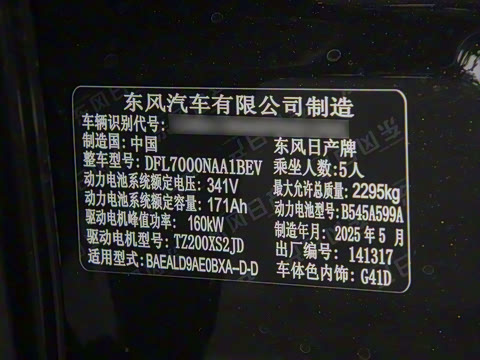 东风汽车有限公司制造
车辆识别代号:
制造国: 中国 东风日产牌
整车型号: DFL7000NAA1BEV 乘坐人数:5人
动力电池系统额定电压: 341V 最大允许总质量: 2295kg
动力电池系统额定容量: 171Ah 动力电池型号: B545A599A
驱动电机峰值功率: 160kW 制造年月: 2025年5月
驱动电机型号: TZ200XS2JD 出厂编号: 141317
适用型式: BAEALD9AE0BXA-D-D 车体色内饰: G41D